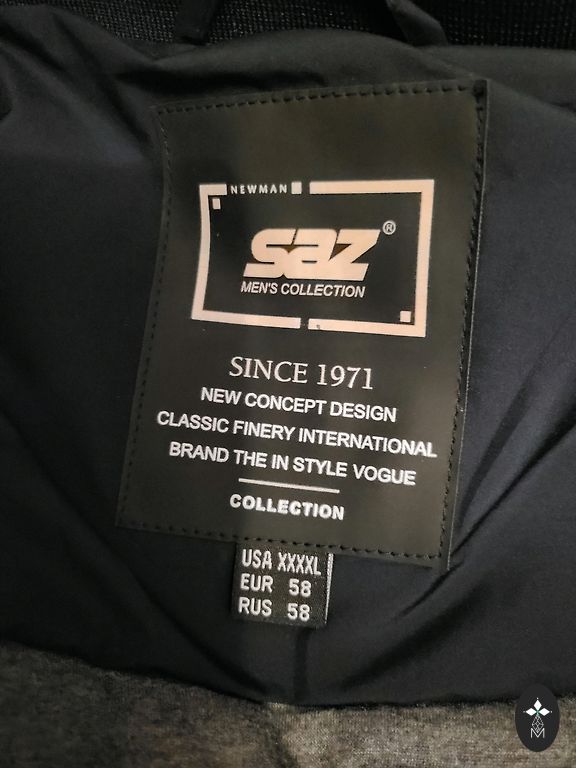 NEWMAN
saz®
MEN'S COLLECTION
SINCE 1971
NEW CONCEPT DESIGN
CLASSIC FINERY INTERNATIONAL
BRAND THE IN STYLE VOGUE
COLLECTION
USA XXXXL
EUR 58
RUS 58
M